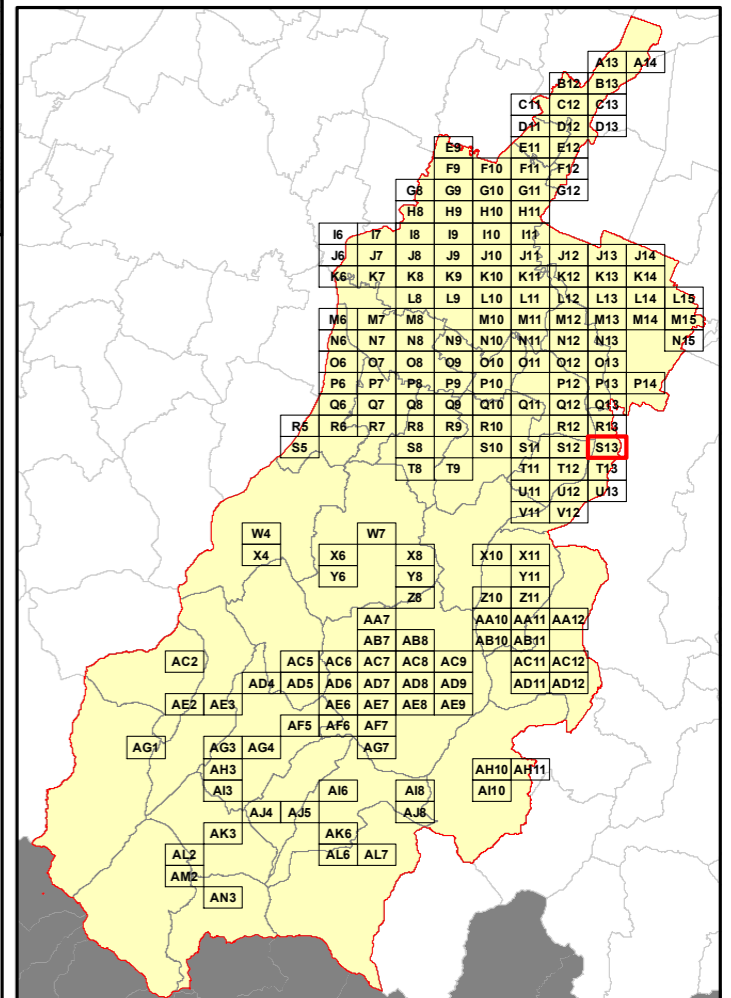 A13 A14
B12 B13
C11 C12 C13
D11 D12 D13
E9 E11 E12
F9 F10 F11 F12
G8 G9 G10 G11 G12
H8 H9 H10 H11
I6 I7 I8 I9 I10 I11
J6 J7 J8 J9 J10 J11 J12 J13 J14
K6 K7 K8 K9 K10 K11 K12 K13 K14
L8 L9 L10 L11 L12 L13 L14 L15
M6 M7 M8 M10 M11 M12 M13 M14 M15
N6 N7 N8 N9 N10 N11 N12 N13 N15
O6 O7 O8 O9 O10 O11 O12 O13
P6 P7 P8 P9 P10 P12 P13 P14
Q6 Q7 Q8 Q9 Q10 Q11 Q12 Q13
R5 R6 R7 R8 R9 R10 R12 R13
S5 S8 S10 S11 S12 S13
T8 T9 T11 T12 T13
U11 U12 U13
V11 V12
W4 W7
X4 X6 X8 X10 X11
Y6 Y8 Y11
Z8 Z10 Z11
AA7 AA10 AA11 AA12
AB7 AB8 AB10 AB11
AC2 AC5 AC6 AC7 AC8 AC9 AC11 AC12
AD4 AD5 AD6 AD7 AD8 AD9 AD11 AD12
AE2 AE3 AE6 AE7 AE8 AE9
AF5 AF6 AF7
AG1 AG3 AG4 AG7
AH3 AH10 AH11
AI3 AI6 AI8 AI10
AJ4 AJ5 AJ8
AK3 AK6
AL2 AL6 AL7
AM2
AN3